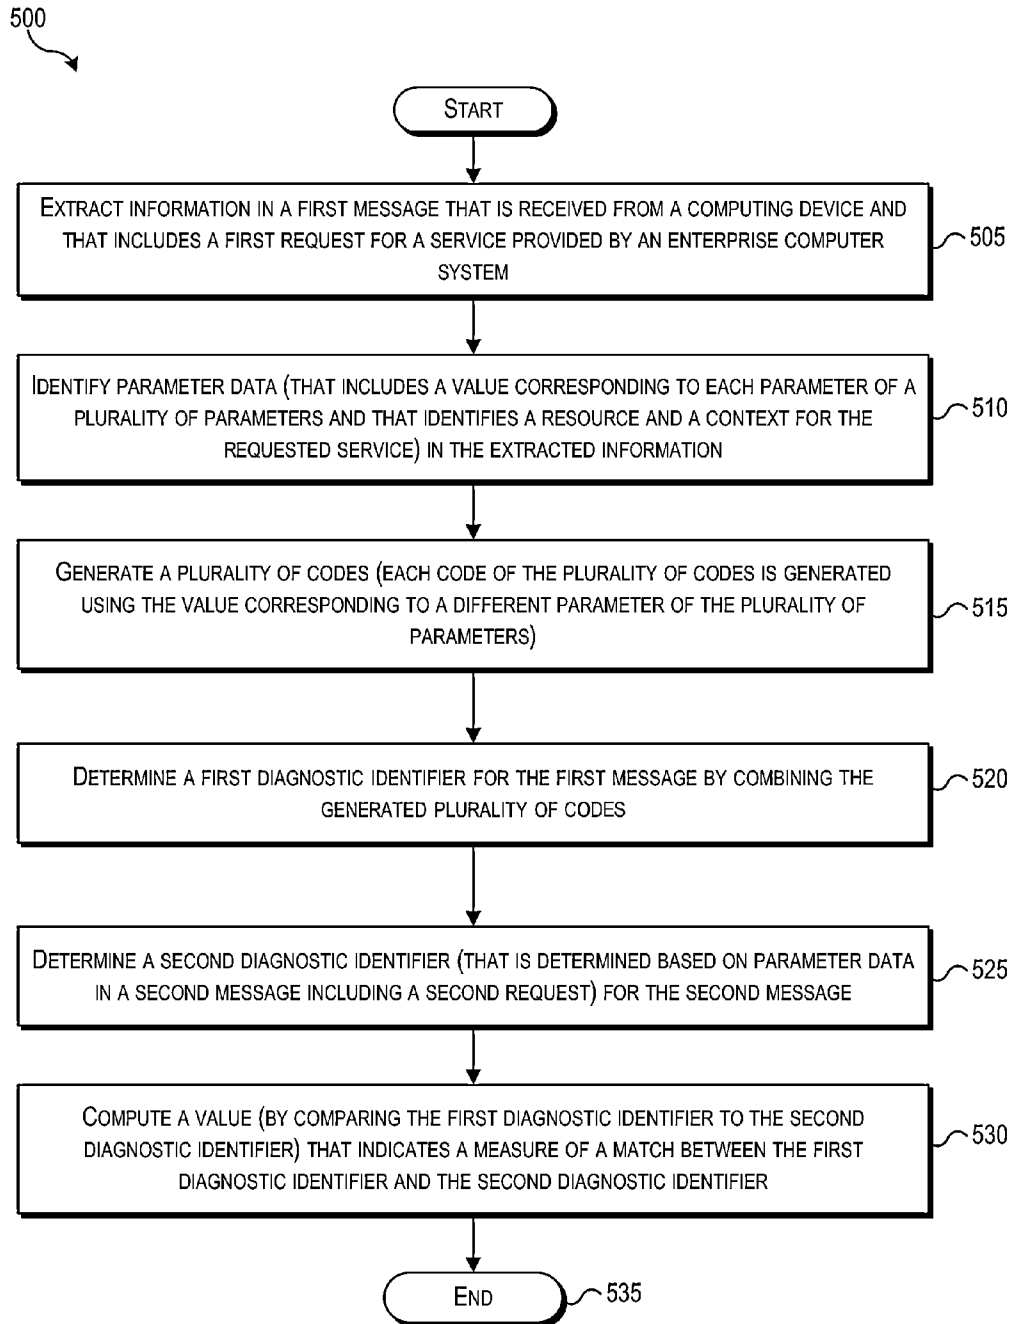 500
START
EXTRACT INFORMATION IN A FIRST MESSAGE THAT IS RECEIVED FROM A COMPUTING DEVICE AND
THAT INCLUDES A FIRST REQUEST FOR A SERVICE PROVIDED BY AN ENTERPRISE COMPUTER
SYSTEM
505
IDENTIFY PARAMETER DATA (THAT INCLUDES A VALUE CORRESPONDING TO EACH PARAMETER OF A
PLURALITY OF PARAMETERS AND THAT IDENTIFIES A RESOURCE AND A CONTEXT FOR THE
REQUESTED SERVICE) IN THE EXTRACTED INFORMATION
510
GENERATE A PLURALITY OF CODES (EACH CODE OF THE PLURALITY OF CODES IS GENERATED
USING THE VALUE CORRESPONDING TO A DIFFERENT PARAMETER OF THE PLURALITY OF
PARAMETERS)
515
DETERMINE A FIRST DIAGNOSTIC IDENTIFIER FOR THE FIRST MESSAGE BY COMBINING THE
GENERATED PLURALITY OF CODES
520
DETERMINE A SECOND DIAGNOSTIC IDENTIFIER (THAT IS DETERMINED BASED ON PARAMETER DATA
IN A SECOND MESSAGE INCLUDING A SECOND REQUEST) FOR THE SECOND MESSAGE
525
COMPUTE A VALUE (BY COMPARING THE FIRST DIAGNOSTIC IDENTIFIER TO THE SECOND
DIAGNOSTIC IDENTIFIER) THAT INDICATES A MEASURE OF A MATCH BETWEEN THE FIRST
DIAGNOSTIC IDENTIFIER AND THE SECOND DIAGNOSTIC IDENTIFIER
530
END
535